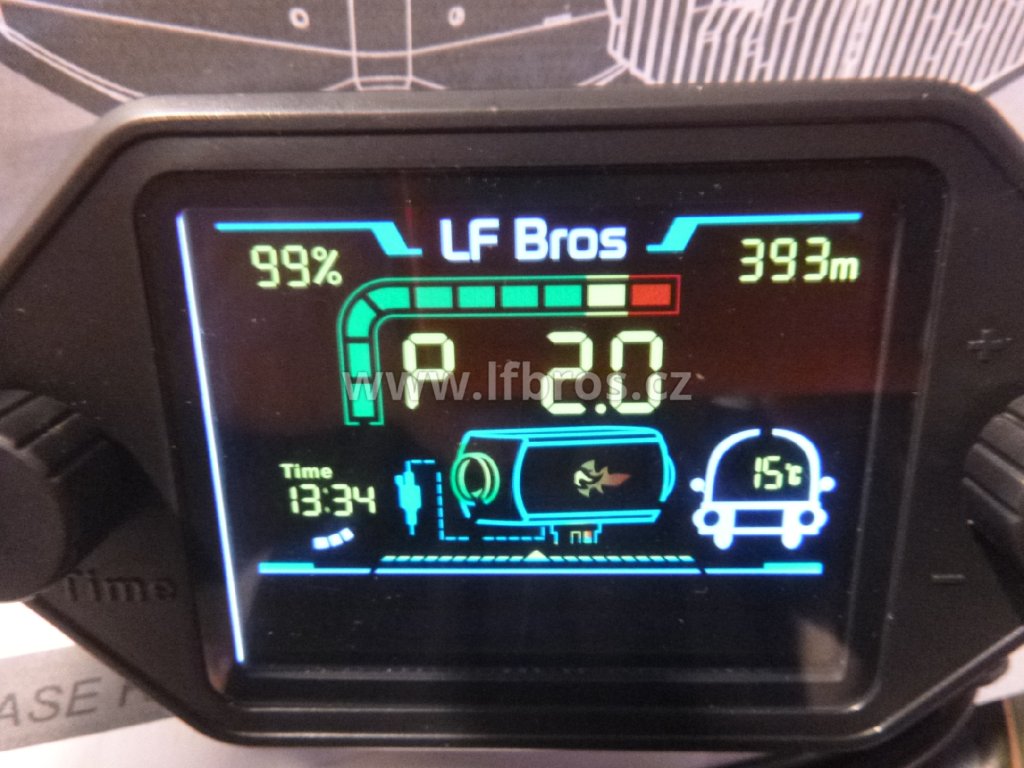 LF Bros
99%
393m
P 2.0
www.lfbros.cz
Time
13:34
15℃
+
Time
-
ASE